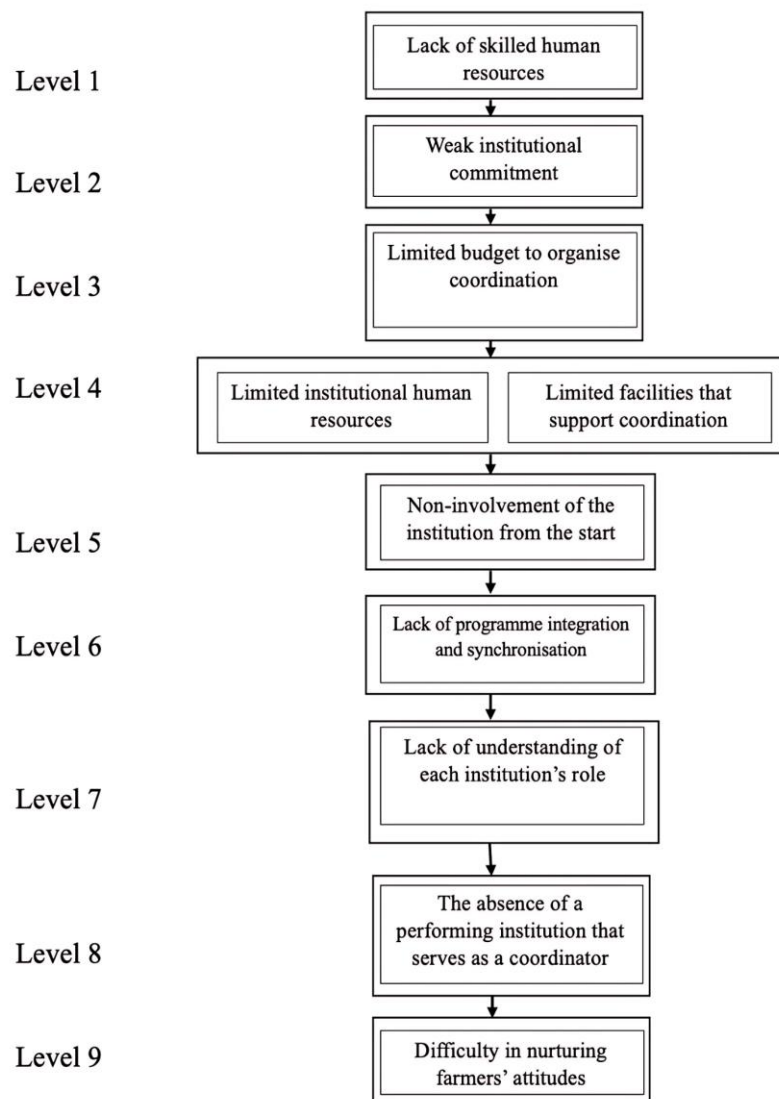 Level 1
Lack of skilled human
resources
Level 2
Weak institutional
commitment
Level 3
Limited budget to organise
coordination
Level 4
Limited institutional human
resources
Limited facilities that
support coordination
Level 5
Non-involvement of the
institution from the start
Level 6
Lack of programme integration
and synchronisation
Level 7
Lack of understanding of
each institution’s role
Level 8
The absence of a
performing institution that
serves as a coordinator
Level 9
Difficulty in nurturing
farmers’ attitudes